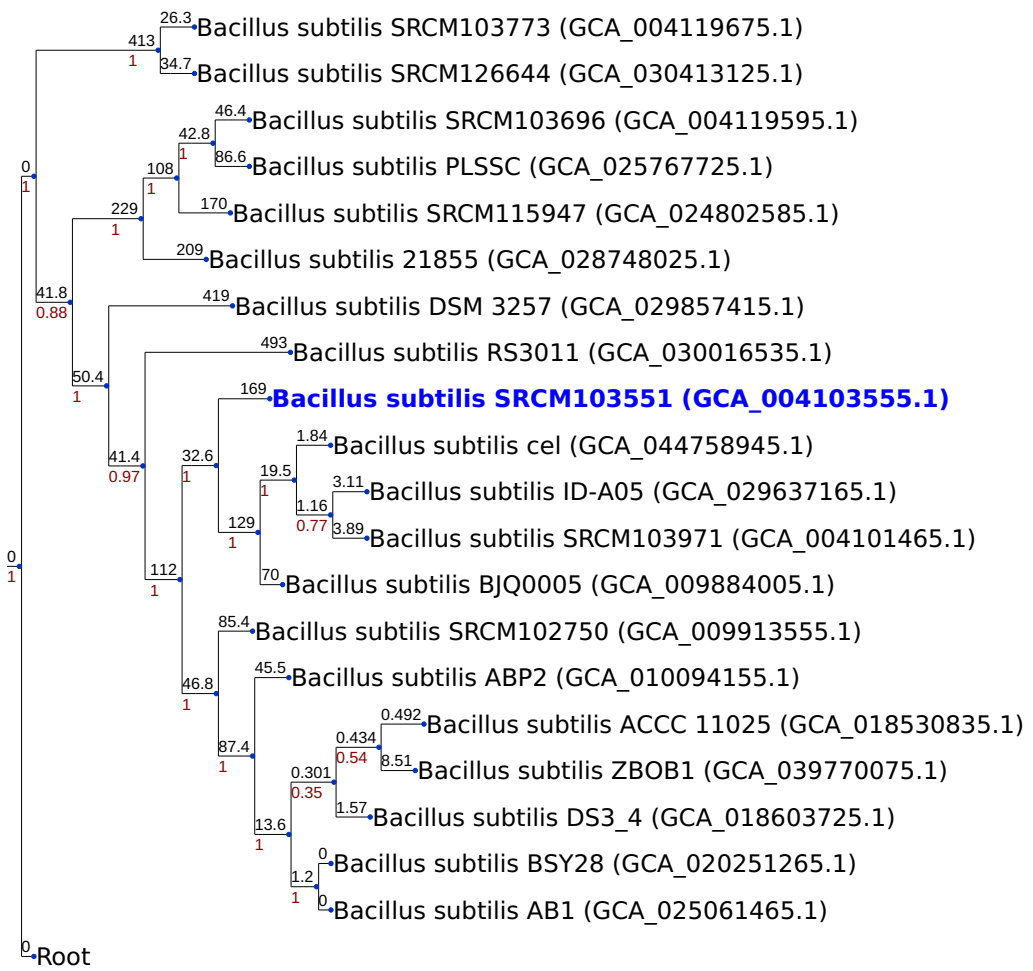 26.3
Bacillus subtilis SRCM103773 (GCA_004119675.1)
413
1
34.7
Bacillus subtilis SRCM126644 (GCA_030413125.1)
46.4
Bacillus subtilis SRCM103696 (GCA_004119595.1)
42.8
1
86.6
Bacillus subtilis PLSSC (GCA_025767725.1)
0
1
108
1
170
Bacillus subtilis SRCM115947 (GCA_024802585.1)
229
1
209
Bacillus subtilis 21855 (GCA_028748025.1)
41.8
0.88
419
Bacillus subtilis DSM 3257 (GCA_029857415.1)
493
Bacillus subtilis RS3011 (GCA_030016535.1)
50.4
1
169
Bacillus subtilis SRCM103551 (GCA_004103555.1)
1.84
Bacillus subtilis cel (GCA_044758945.1)
41.4
0.97
32.6
1
19.5
1
3.11
Bacillus subtilis ID-A05 (GCA_029637165.1)
1.16
0.77
3.89
Bacillus subtilis SRCM103971 (GCA_004101465.1)
129
1
0
1
112
1
70
Bacillus subtilis BJQ0005 (GCA_009884005.1)
85.4
Bacillus subtilis SRCM102750 (GCA_009913555.1)
45.5
Bacillus subtilis ABP2 (GCA_010094155.1)
46.8
1
0.492
Bacillus subtilis ACCC 11025 (GCA_018530835.1)
0.434
0.54
87.4
1
8.51
Bacillus subtilis ZBOB1 (GCA_039770075.1)
0.301
0.35
1.57
Bacillus subtilis DS3_4 (GCA_018603725.1)
13.6
1
0
Bacillus subtilis BSY28 (GCA_020251265.1)
1.2
1
0
Bacillus subtilis AB1 (GCA_025061465.1)
0
Root